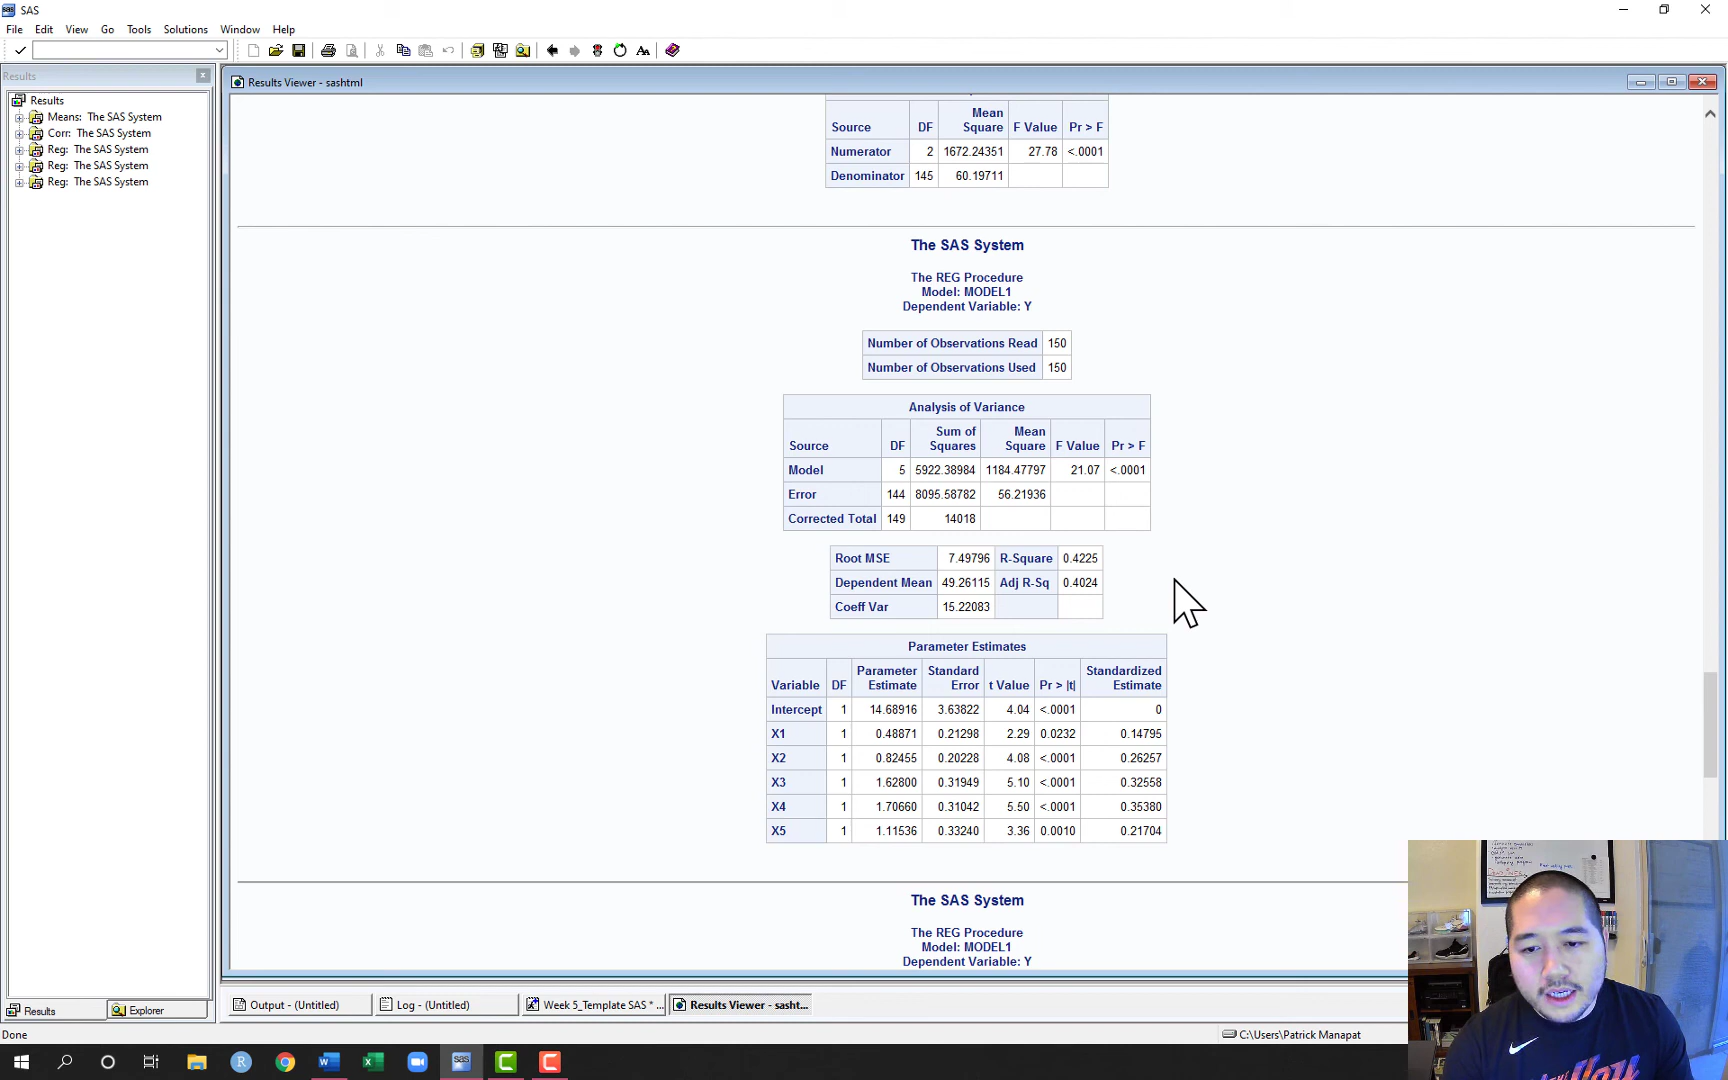 SAS
File Edit View Go Tools Solutions Window Help
Results
Results
Means: The SAS System
Corr: The SAS System
Reg: The SAS System
Reg: The SAS System
Reg: The SAS System
Results Viewer - sashtml
Source DF Mean Square F Value Pr > F
Numerator 2 1672.24351 27.78 <.0001
Denominator 145 60.19711
The SAS System
The REG Procedure
Model: MODEL1
Dependent Variable: Y
Number of Observations Read 150
Number of Observations Used 150
Analysis of Variance
Source DF Sum of Squares Mean Square F Value Pr > F
Model 5 5922.38984 1184.47797 21.07 <.0001
Error 144 8095.58782 56.21936
Corrected Total 149 14018
Root MSE 7.49796 R-Square 0.4225
Dependent Mean 49.26115 Adj R-Sq 0.4024
Coeff Var 15.22083
Parameter Estimates
Variable DF Parameter Estimate Standard Error t Value Pr > |t| Standardized Estimate
Intercept 1 14.68916 3.63822 4.04 <.0001 0
X1 1 0.48871 0.21298 2.29 0.0232 0.14795
X2 1 0.82455 0.20228 4.08 <.0001 0.26257
X3 1 1.62800 0.31949 5.10 <.0001 0.32558
X4 1 1.70660 0.31042 5.50 <.0001 0.35380
X5 1 1.11536 0.33240 3.36 0.0010 0.21704
The SAS System
The REG Procedure
Model: MODEL1
Dependent Variable: Y
Results Explorer
Output - (Untitled) Log - (Untitled) Week 5_Template SAS * ... Results Viewer - sasht...
Done C:\Users\Patrick Manapat